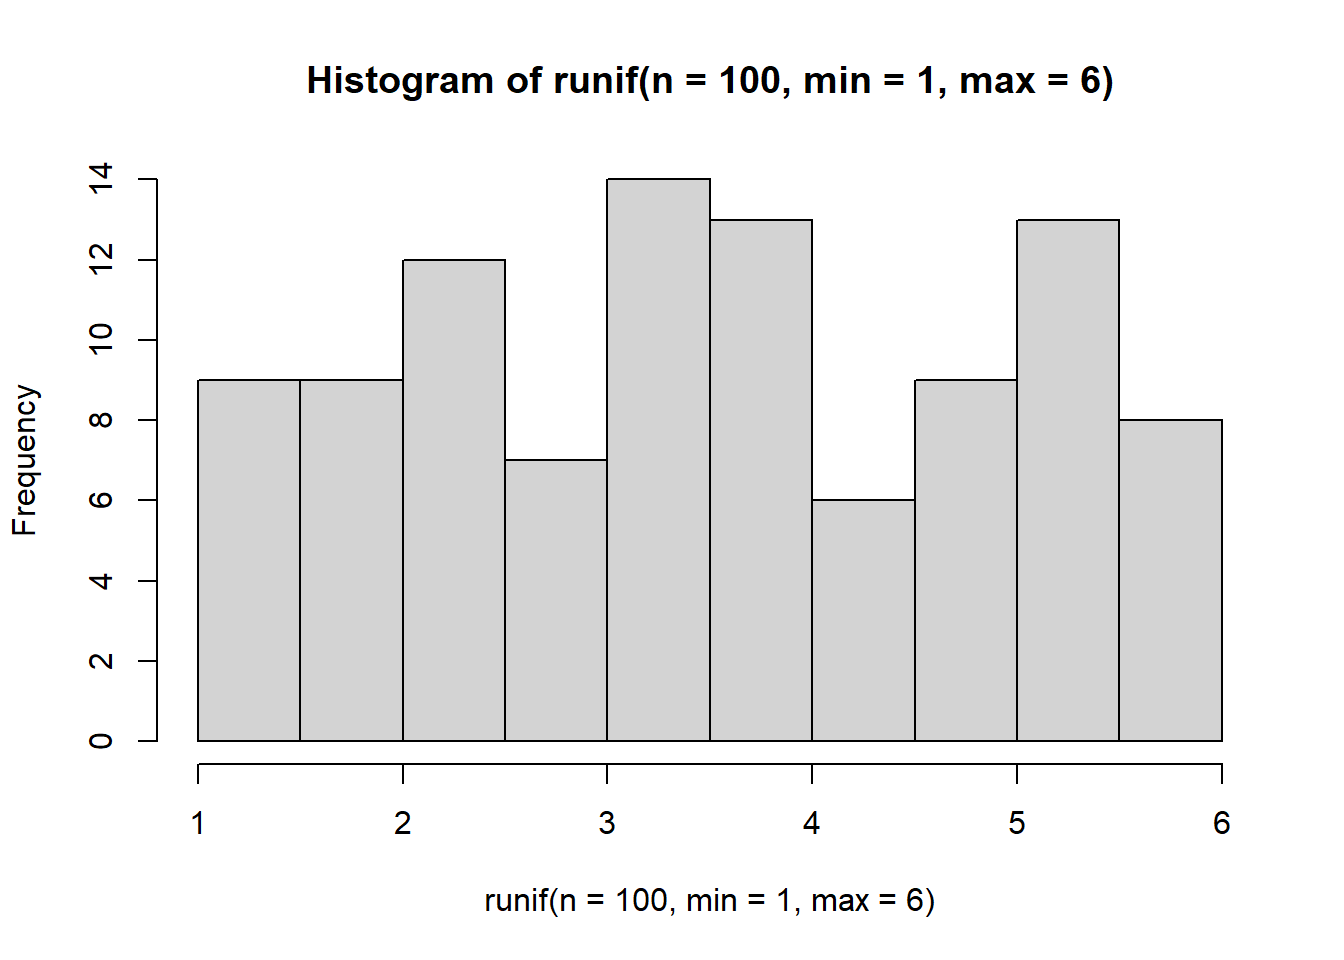 Histogram of runif(n = 100, min = 1, max = 6)
Frequency
14
12
10
8
6
4
2
0
1 2 3 4 5 6
runif(n = 100, min = 1, max = 6)